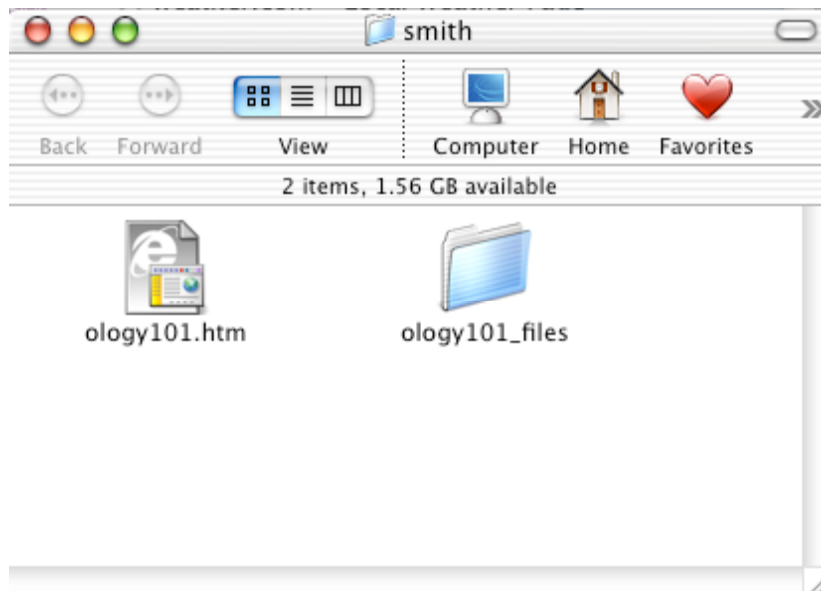 smith
Back Forward View Computer Home Favorites
2 items, 1.56 GB available
ology101.htm ology101_files